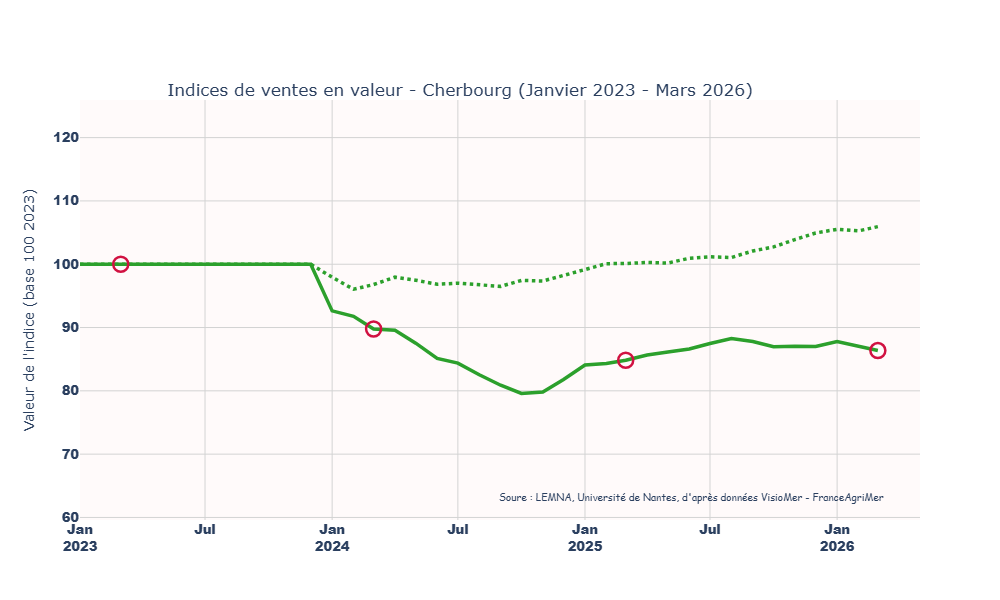 Indices de ventes en valeur - Cherbourg (Janvier 2023 - Mars 2026)
Valeur de l'indice (base 100 2023)
120
110
100
90
80
70
60
Soure : LEMNA, Université de Nantes, d'après données VisioMer - FranceAgriMer
Jan Jul Jan Jul Jan Jul Jan
2023 2024 2025 2026